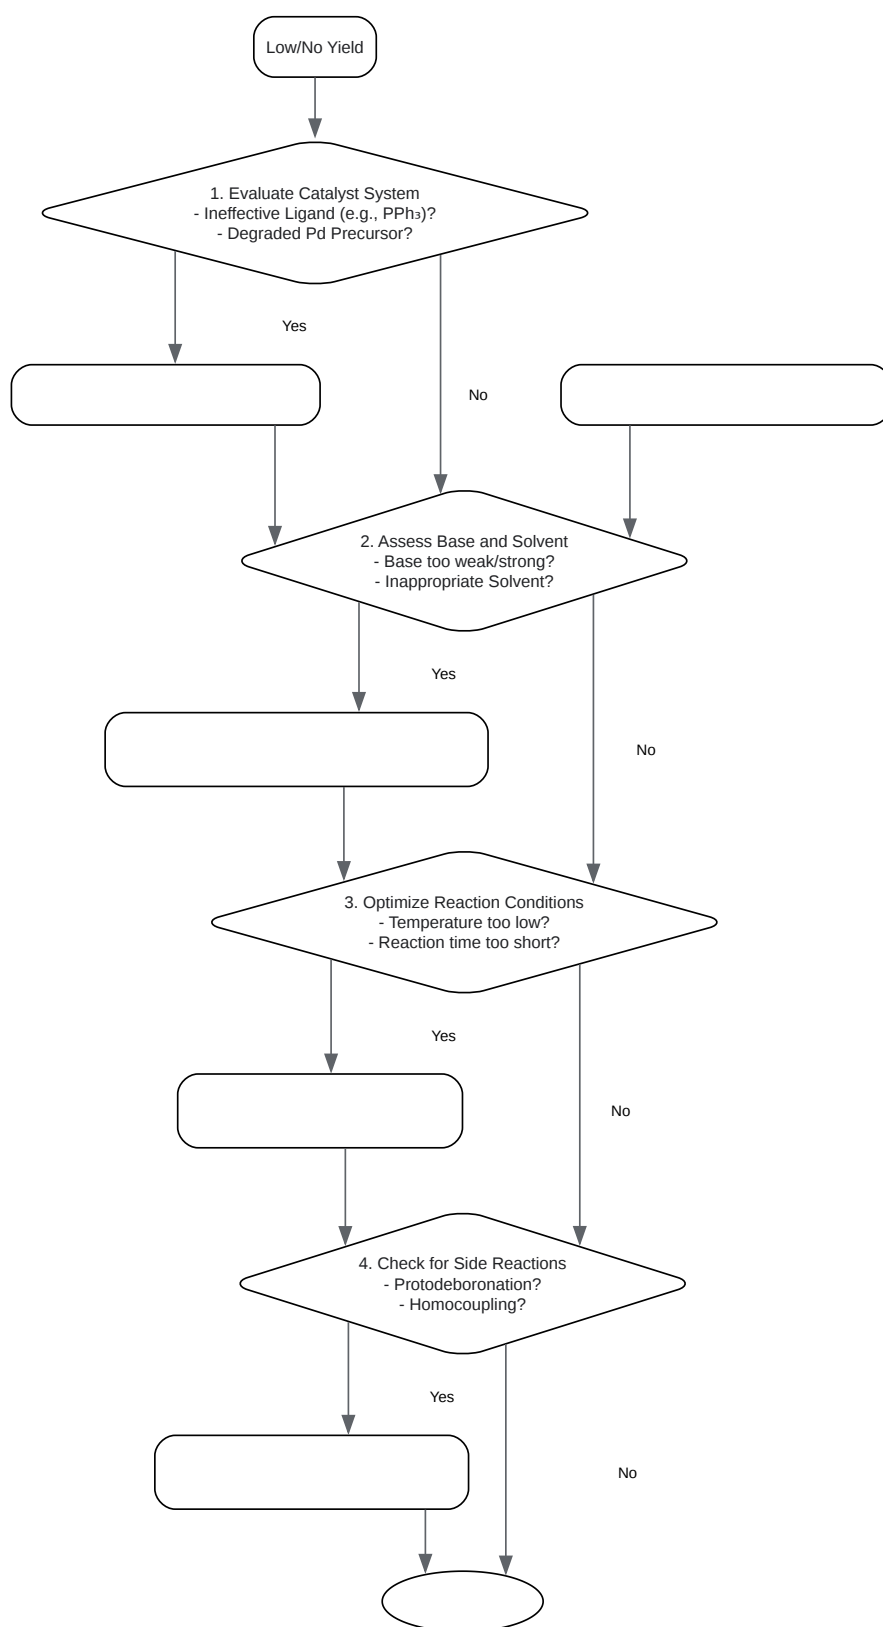 Low/No Yield
1. Evaluate Catalyst System
- Ineffective Ligand (e.g., PPh₃)?
- Degraded Pd Precursor?
Yes
No
2. Assess Base and Solvent
- Base too weak/strong?
- Inappropriate Solvent?
Yes
No
3. Optimize Reaction Conditions
- Temperature too low?
- Reaction time too short?
Yes
No
4. Check for Side Reactions
- Protodeboronation?
- Homocoupling?
Yes
No